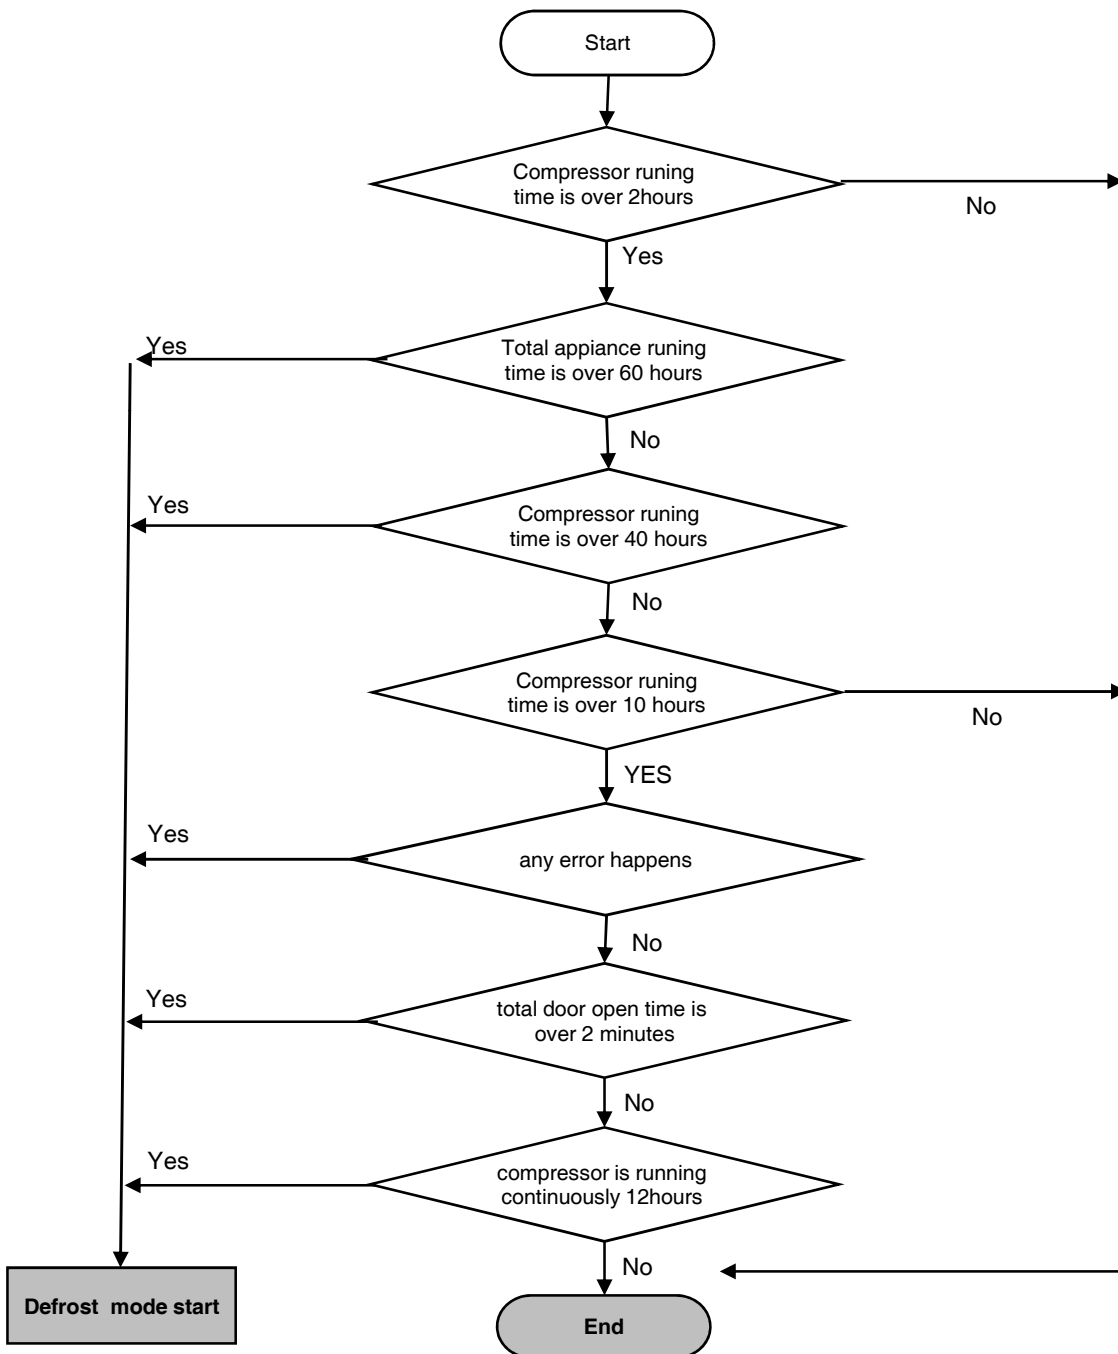 Start
Compressor runing
time is over 2hours
No
Yes
Yes
Total appiance runing
time is over 60 hours
No
Yes
Compressor runing
time is over 40 hours
No
Compressor runing
time is over 10 hours
No
YES
Yes
any error happens
No
Yes
total door open time is
over 2 minutes
No
Yes
compressor is running
continuously 12hours
No
Defrost  mode start
End